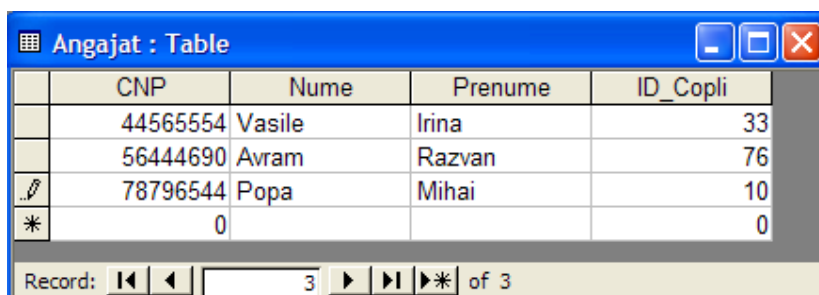 Angajat : Table
CNP Nume Prenume ID_Copli
44565554 Vasile Irina 33
56444690 Avram Razvan 76
78796544 Popa Mihai 10
0 0
Record: 3 of 3